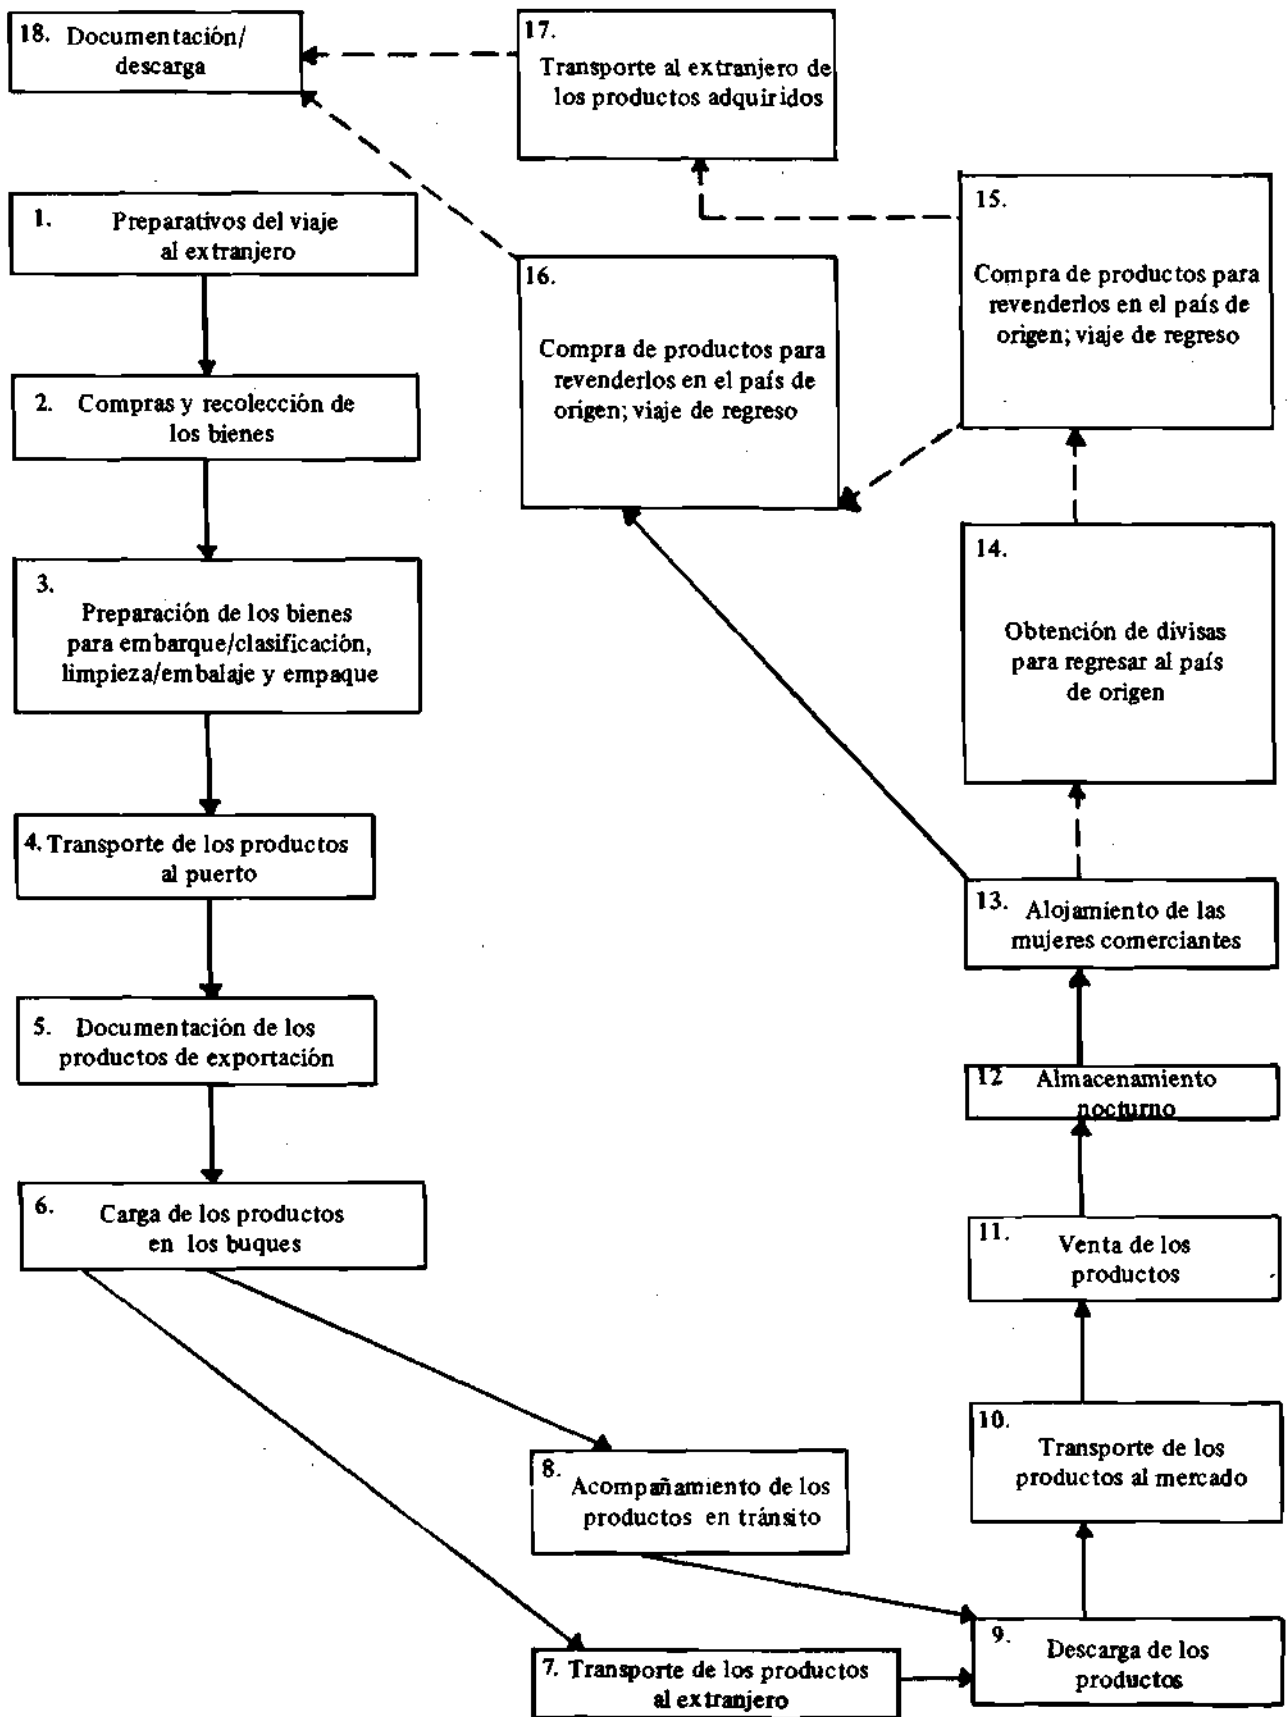 18. Documentación/
descarga
17.
Transporte al extranjero de
los productos adquiridos
1. Preparativos del viaje
al extranjero
15.
Compra de productos para
revenderlos en el país de
origen; viaje de regreso
16.
Compra de productos para
revenderlos en el país de
origen; viaje de regreso
2. Compras y recolección de
los bienes
3.
Preparación de los bienes
para embarque/clasificación,
limpieza/embalaje y empaque
14.
Obtención de divisas
para regresar al país
de origen
4. Transporte de los productos
al puerto
13. Alojamiento de las
mujeres comerciantes
5. Documentación de los
productos de exportación
12 Almacenamiento
nocturno
6. Carga de los productos
en los buques
11. Venta de los
productos
10.
Transporte de los
productos al mercado
8. Acompañamiento de los
productos en tránsito
9. Descarga de los
productos
7. Transporte de los productos
al extranjero